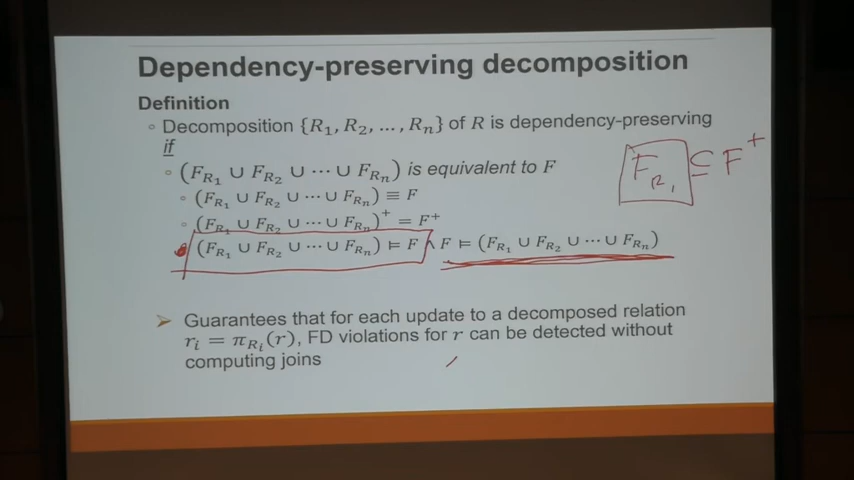 Dependency-preserving decomposition
Definition
◦ Decomposition {R₁, R₂, …, Rₙ} of R is dependency-preserving
if
◦ (F_R₁ ∪ F_R₂ ∪ ⋯ ∪ F_Rₙ) is equivalent to F
◦ (F_R₁ ∪ F_R₂ ∪ ⋯ ∪ F_Rₙ) ≡ F
◦ (F_R₁ ∪ F_R₂ ∪ ⋯ ∪ F_Rₙ)⁺ = F⁺
(F_R₁ ∪ F_R₂ ∪ ⋯ ∪ F_Rₙ) ⊨ F ∧ F ⊨ (F_R₁ ∪ F_R₂ ∪ ⋯ ∪ F_Rₙ)
F_R₁ ⊆ F⁺
➢ Guarantees that for each update to a decomposed relation
rᵢ = π_Rᵢ(r), FD violations for r can be detected without
computing joins